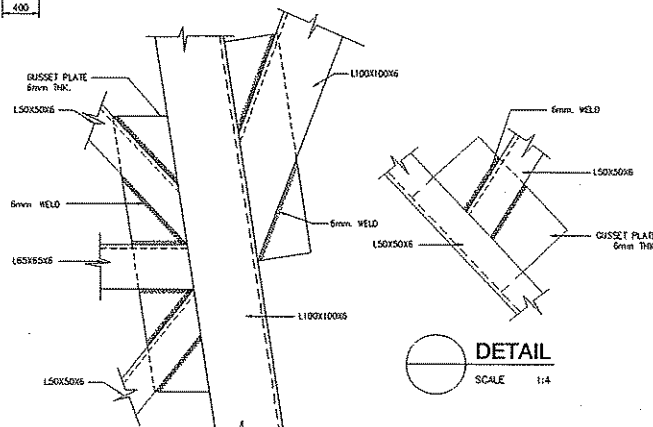 400
GUSSET PLATE
6mm THK.
L50X50X6
6mm WELD
L65X65X6
L50X50X6
L100X100X6
6mm. WELD
L100X100X6
6mm. WELD
L50X50X6
L50X50X6
GUSSET PLATE
6mm THK
DETAIL
SCALE 1:4